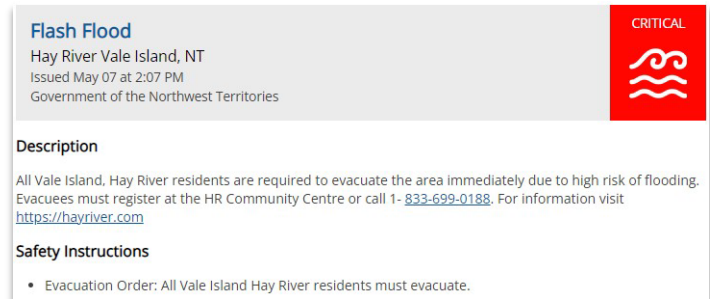 Flash Flood
CRITICAL
Hay River Vale Island, NT
Issued May 07 at 2:07 PM
Government of the Northwest Territories
Description
All Vale Island, Hay River residents are required to evacuate the area immediately due to high risk of flooding.
Evacuees must register at the HR Community Centre or call 1- 833-699-0188. For information visit
https://hayriver.com
Safety Instructions
• Evacuation Order: All Vale Island Hay River residents must evacuate.